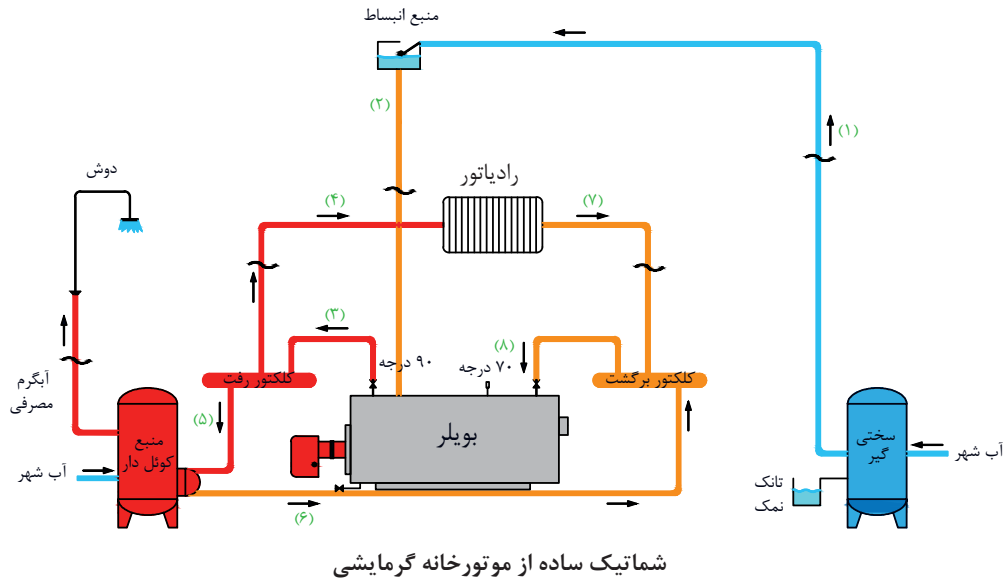 منبع انبساط
(۲)
(۱)
دوش
رادیاتور
(۴)
(۷)
(۳)
(۸)
۹۰ درجه
۷۰ درجه
کلکتور رفت
کلکتور برگشت
آبگرم
مصرفی
(۵)
منبع
کوئل دار
بویلر
سختی
گیر
آب شهر
آب شهر
تانک
نمک
(۶)
شماتیک ساده از موتورخانه گرمایشی